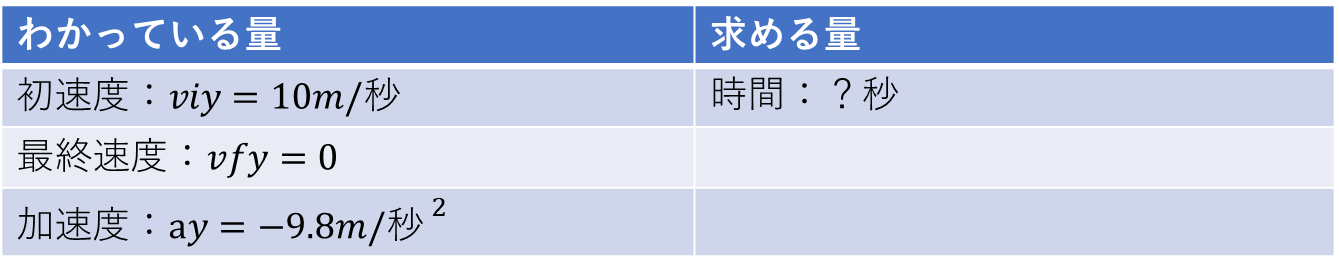 わかっている量 求める量
初速度：viy = 10m/秒 時間：？秒
最終速度：vfy = 0
加速度：ay = −9.8m/秒²